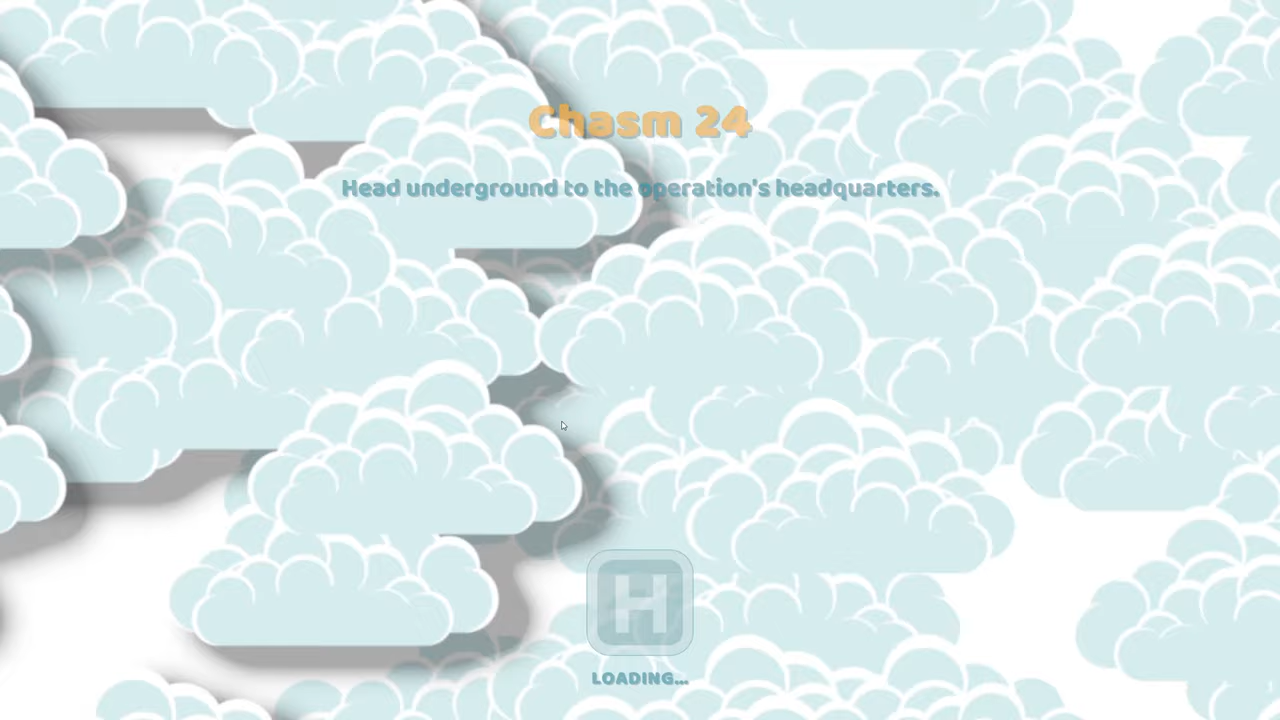 Chasm 24
Head underground to the operation's headquarters.
H
LOADING...